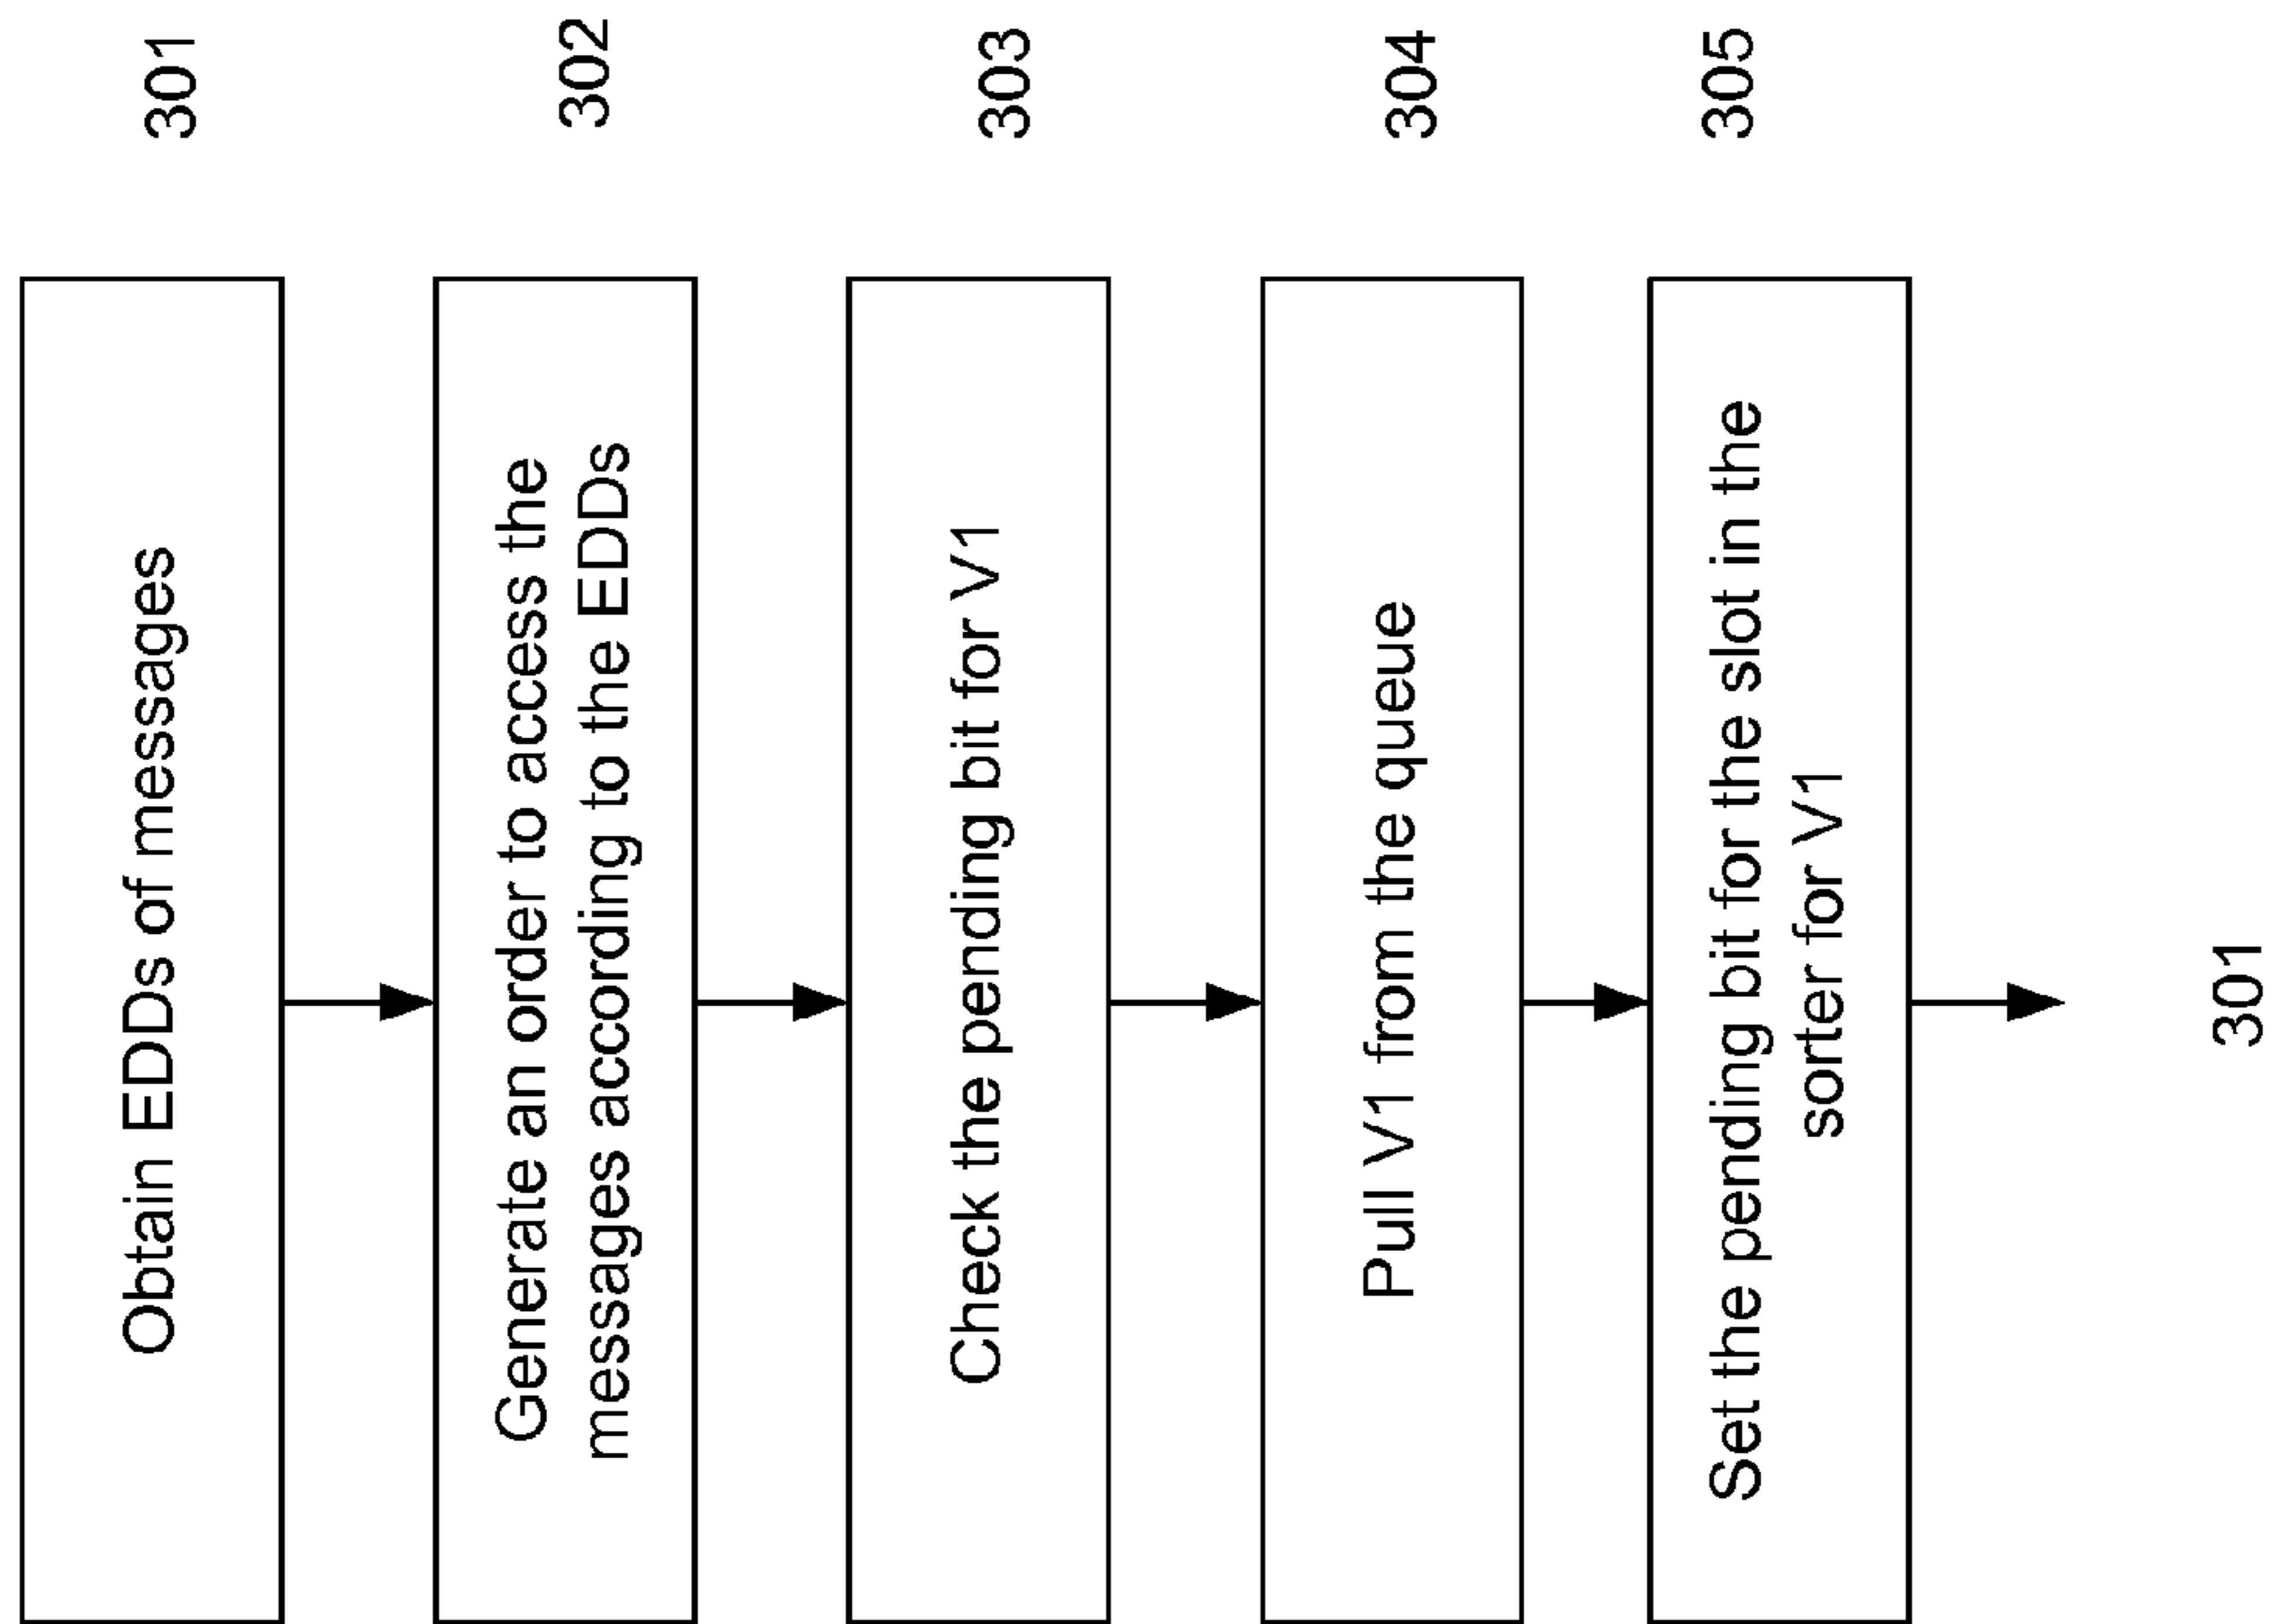 Obtain EDDs of messages
301
Generate an order to access the
messages according to the EDDs
302
Check the pending bit for V1
303
Pull V1 from the queue
304
Set the pending bit for the slot in the
sorter for V1
305
301